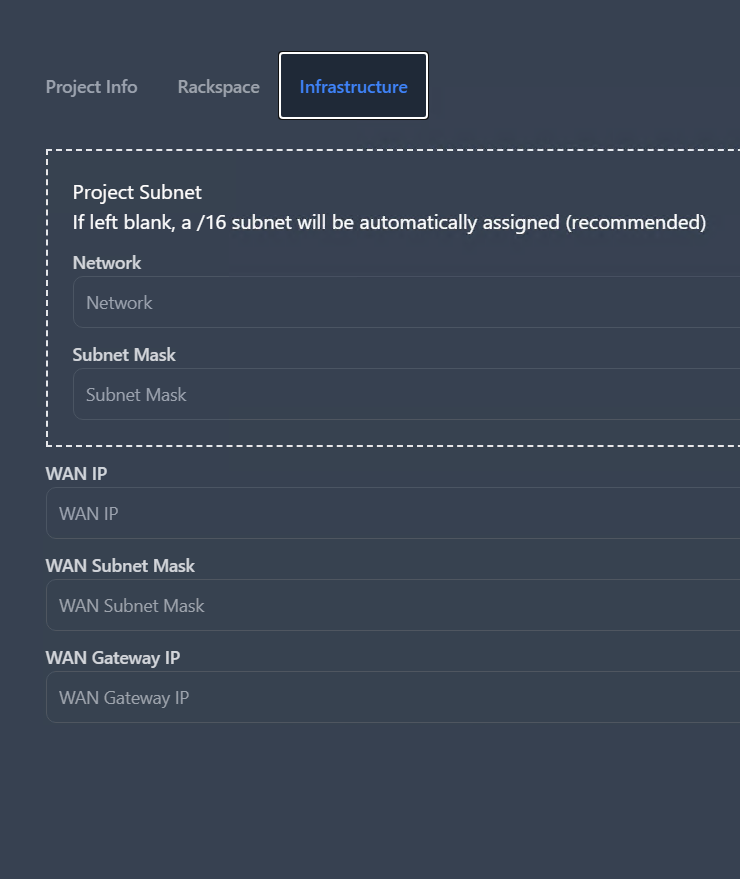 Project Info Rackspace Infrastructure
Project Subnet
If left blank, a /16 subnet will be automatically assigned (recommended)
Network
Network
Subnet Mask
Subnet Mask
WAN IP
WAN IP
WAN Subnet Mask
WAN Subnet Mask
WAN Gateway IP
WAN Gateway IP